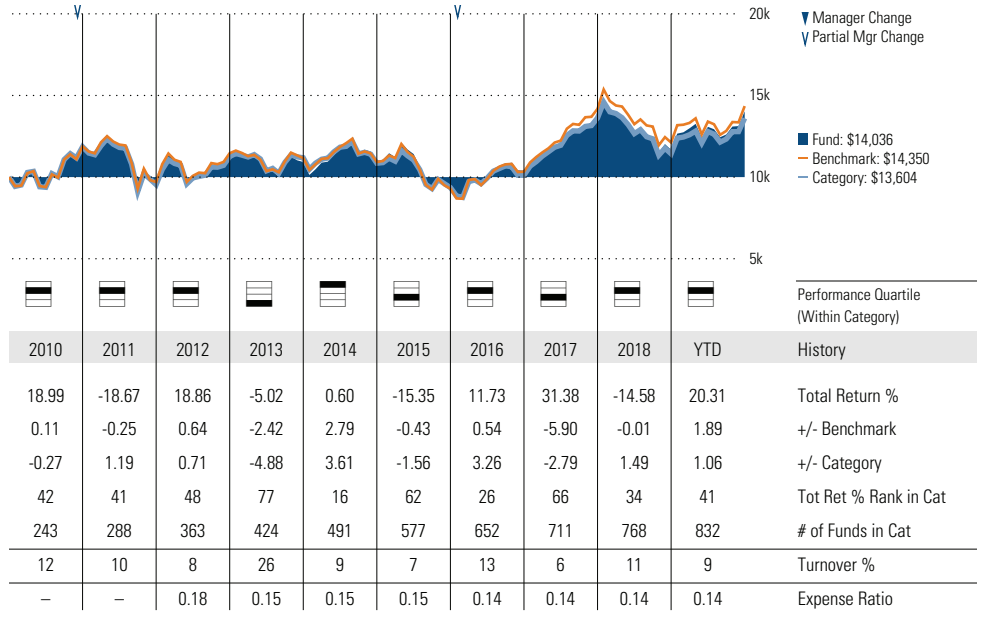 20k
Manager Change
Partial Mgr Change
15k
Fund: $14,036
Benchmark: $14,350
10k
Category: $13,604
5k
Performance Quartile
(Within Category)
2010 2011 2012 2013 2014 2015 2016 2017 2018 YTD History
18.99 -18.67 18.86 -5.02 0.60 -15.35 11.73 31.38 -14.58 20.31 Total Return %
0.11 -0.25 0.64 -2.42 2.79 -0.43 0.54 -5.90 -0.01 1.89 +/- Benchmark
-0.27 1.19 0.71 -4.88 3.61 -1.56 3.26 -2.79 1.49 1.06 +/- Category
42 41 48 77 16 62 26 66 34 41 Tot Ret % Rank in Cat
243 288 363 424 491 577 652 711 768 832 # of Funds in Cat
12 10 8 26 9 7 13 6 11 9 Turnover %
– – 0.18 0.15 0.15 0.15 0.14 0.14 0.14 0.14 Expense Ratio